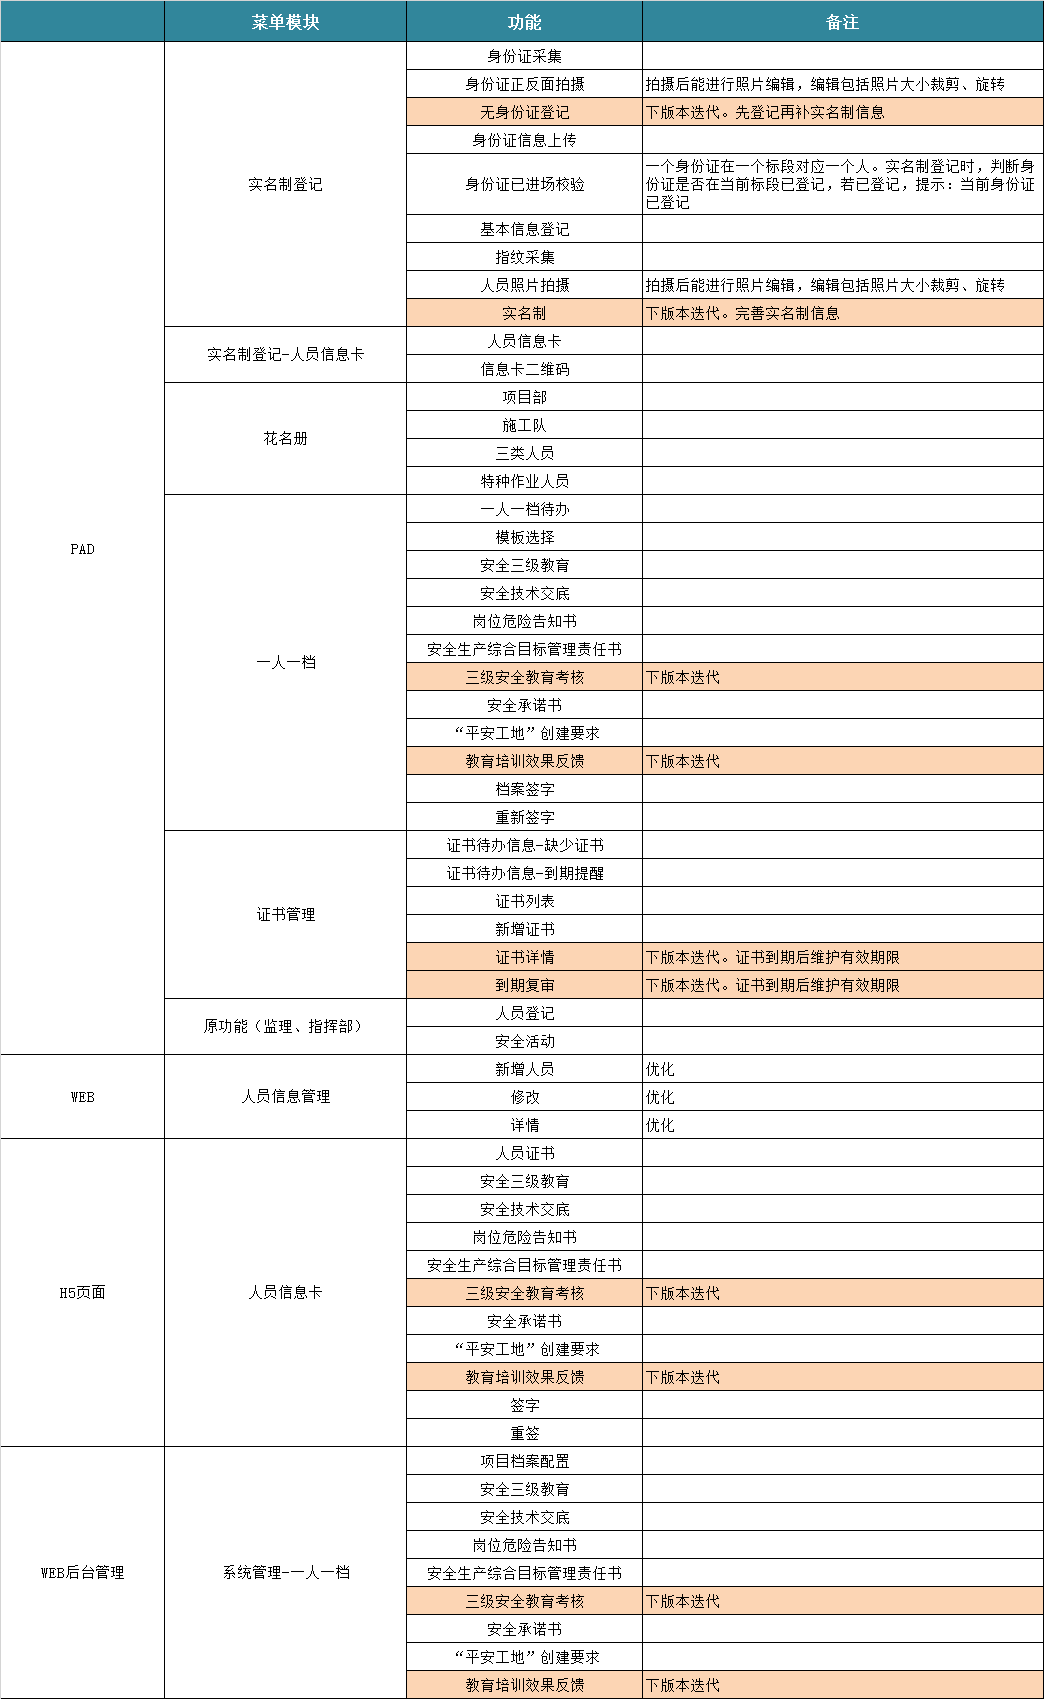 菜单模块 功能 备注
PAD
实名制登记
身份证采集
身份证正反面拍摄 拍摄后能进行照片编辑，编辑包括照片大小裁剪、旋转
无身份证登记 下版本迭代。先登记再补实名制信息
身份证信息上传
身份证已进场校验
一个身份证在一个标段对应一个人。实名制登记时，判断身
份证是否在当前标段已登记，若已登记，提示：当前身份证
已登记
基本信息登记
指纹采集
人员照片拍摄 拍摄后能进行照片编辑，编辑包括照片大小裁剪、旋转
实名制 下版本迭代。完善实名制信息
实名制登记-人员信息卡
人员信息卡
信息卡二维码
花名册
项目部
施工队
三类人员
特种作业人员
一人一档
一人一档待办
模板选择
安全三级教育
安全技术交底
岗位危险告知书
安全生产综合目标管理责任书
三级安全教育考核 下版本迭代
安全承诺书
“平安工地”创建要求
教育培训效果反馈 下版本迭代
档案签字
重新签字
证书管理
证书待办信息-缺少证书
证书待办信息-到期提醒
证书列表
新增证书
证书详情 下版本迭代。证书到期后维护有效期限
到期复审 下版本迭代。证书到期后维护有效期限
原功能（监理、指挥部）
人员登记
安全活动
WEB
人员信息管理
新增人员 优化
修改 优化
详情 优化
H5页面
人员信息卡
人员证书
安全三级教育
安全技术交底
岗位危险告知书
安全生产综合目标管理责任书
三级安全教育考核 下版本迭代
安全承诺书
“平安工地”创建要求
教育培训效果反馈 下版本迭代
签字
重签
WEB后台管理
系统管理-一人一档
项目档案配置
安全三级教育
安全技术交底
岗位危险告知书
安全生产综合目标管理责任书
三级安全教育考核 下版本迭代
安全承诺书
“平安工地”创建要求
教育培训效果反馈 下版本迭代